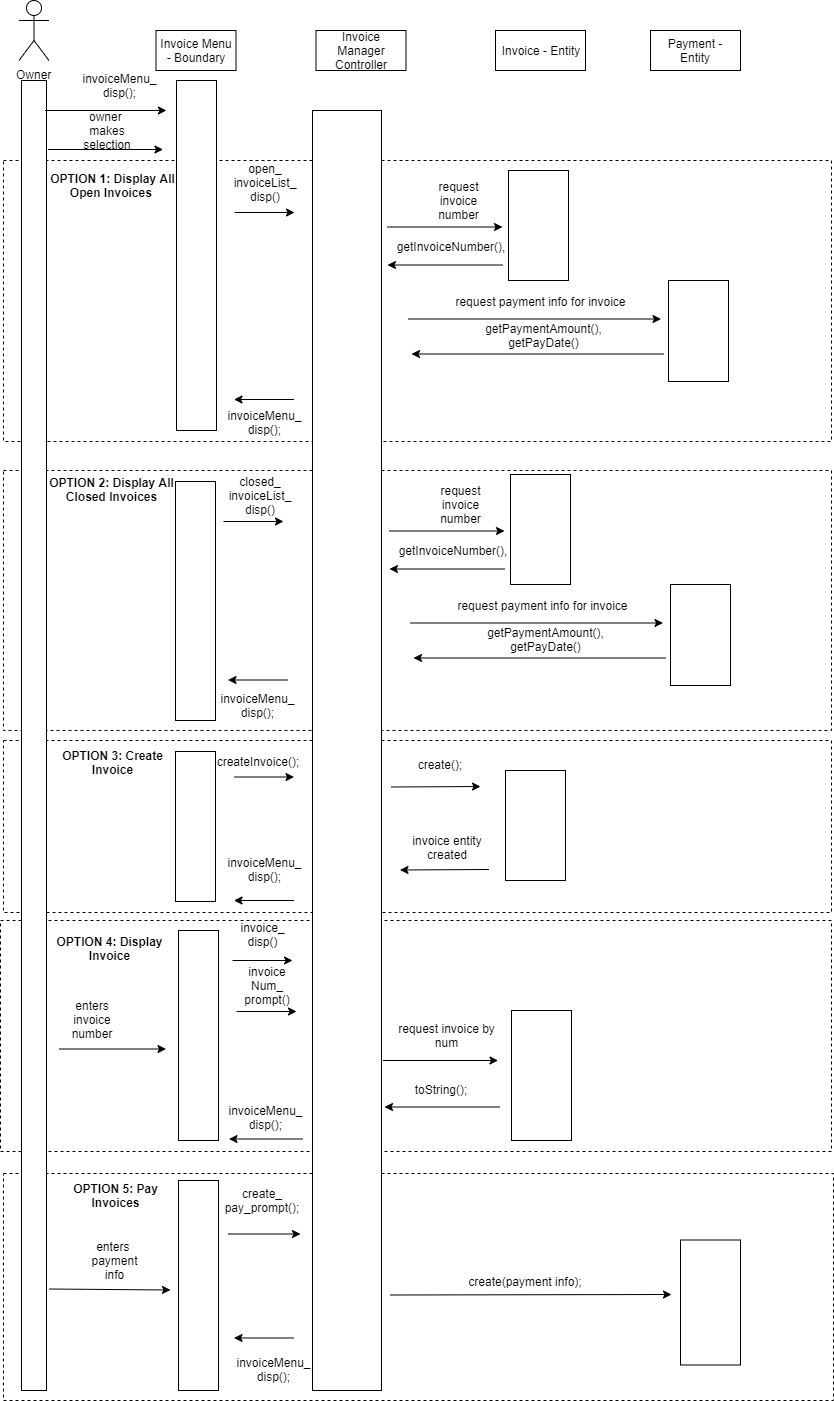 Owner
Invoice Menu
- Boundary
Invoice
Manager
Controller
Invoice - Entity
Payment -
Entity
invoiceMenu_
disp();
owner
makes
selection
OPTION 1: Display All
Open Invoices
open_
invoiceList_
disp()
request
invoice
number
getInvoiceNumber(),
request payment info for invoice
getPaymentAmount(),
getPayDate()
invoiceMenu_
disp();
OPTION 2: Display All
Closed Invoices
closed_
invoiceList_
disp()
request
invoice
number
getInvoiceNumber(),
request payment info for invoice
getPaymentAmount(),
getPayDate()
invoiceMenu_
disp();
OPTION 3: Create
Invoice
createInvoice();
create();
invoice entity
created
invoiceMenu_
disp();
OPTION 4: Display
Invoice
invoice_
disp()
invoice
Num_
prompt()
enters
invoice
number
request invoice by
num
toString();
invoiceMenu_
disp();
OPTION 5: Pay
Invoices
create_
pay_prompt();
enters
payment
info
create(payment info);
invoiceMenu_
disp();